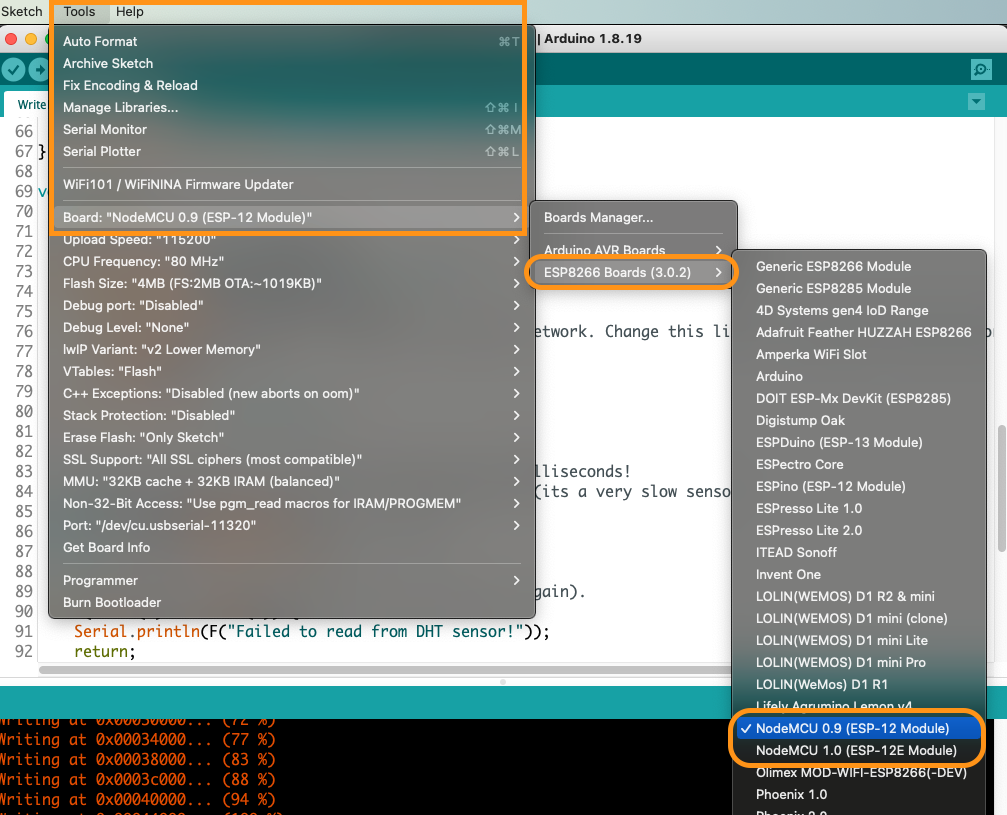 Sketch Tools Help
| Arduino 1.8.19
Write
Auto Format ⌘T
Archive Sketch
Fix Encoding & Reload
Manage Libraries... ⇧⌘I
Serial Monitor ⇧⌘M
Serial Plotter ⇧⌘L
WiFi101 / WiFiNINA Firmware Updater
Board: "NodeMCU 0.9 (ESP-12 Module)"
Upload Speed: "115200"
CPU Frequency: "80 MHz"
Flash Size: "4MB (FS:2MB OTA:~1019KB)"
Debug port: "Disabled"
Debug Level: "None"
lwIP Variant: "v2 Lower Memory"
VTables: "Flash"
C++ Exceptions: "Disabled (new aborts on oom)"
Stack Protection: "Disabled"
Erase Flash: "Only Sketch"
SSL Support: "All SSL ciphers (most compatible)"
MMU: "32KB cache + 32KB IRAM (balanced)"
Non-32-Bit Access: "Use pgm_read macros for IRAM/PROGMEM"
Port: "/dev/cu.usbserial-11320"
Get Board Info
Programmer
Burn Bootloader
Boards Manager...
Arduino AVR Boards
ESP8266 Boards (3.0.2)
Generic ESP8266 Module
Generic ESP8285 Module
4D Systems gen4 IoD Range
Adafruit Feather HUZZAH ESP8266
Amperka WiFi Slot
Arduino
DOIT ESP-Mx DevKit (ESP8285)
Digistump Oak
ESPDuino (ESP-13 Module)
ESPectro Core
ESPino (ESP-12 Module)
ESPresso Lite 1.0
ESPresso Lite 2.0
ITEAD Sonoff
Invent One
LOLIN(WEMOS) D1 R2 & mini
LOLIN(WEMOS) D1 mini (clone)
LOLIN(WEMOS) D1 mini Lite
LOLIN(WEMOS) D1 mini Pro
LOLIN(WeMos) D1 R1
Lifely Agrumino Lemon v4
✓ NodeMCU 0.9 (ESP-12 Module)
NodeMCU 1.0 (ESP-12E Module)
Olimex MOD-WIFI-ESP8266(-DEV)
Phoenix 1.0
Phoenix 2.0
66
67 }
68
69 v
70
71
72
73
74
75
76 etwork. Change this li
77
78
79
80
81
82
83 lliseconds!
84 (its a very slow senso
85
86
87
88
89 gain).
90
91 Serial.println(F("Failed to read from DHT sensor!"));
92 return;
Writing at 0x00030000... (72 %)
Writing at 0x00034000... (77 %)
Writing at 0x00038000... (83 %)
Writing at 0x0003c000... (88 %)
Writing at 0x00040000... (94 %)